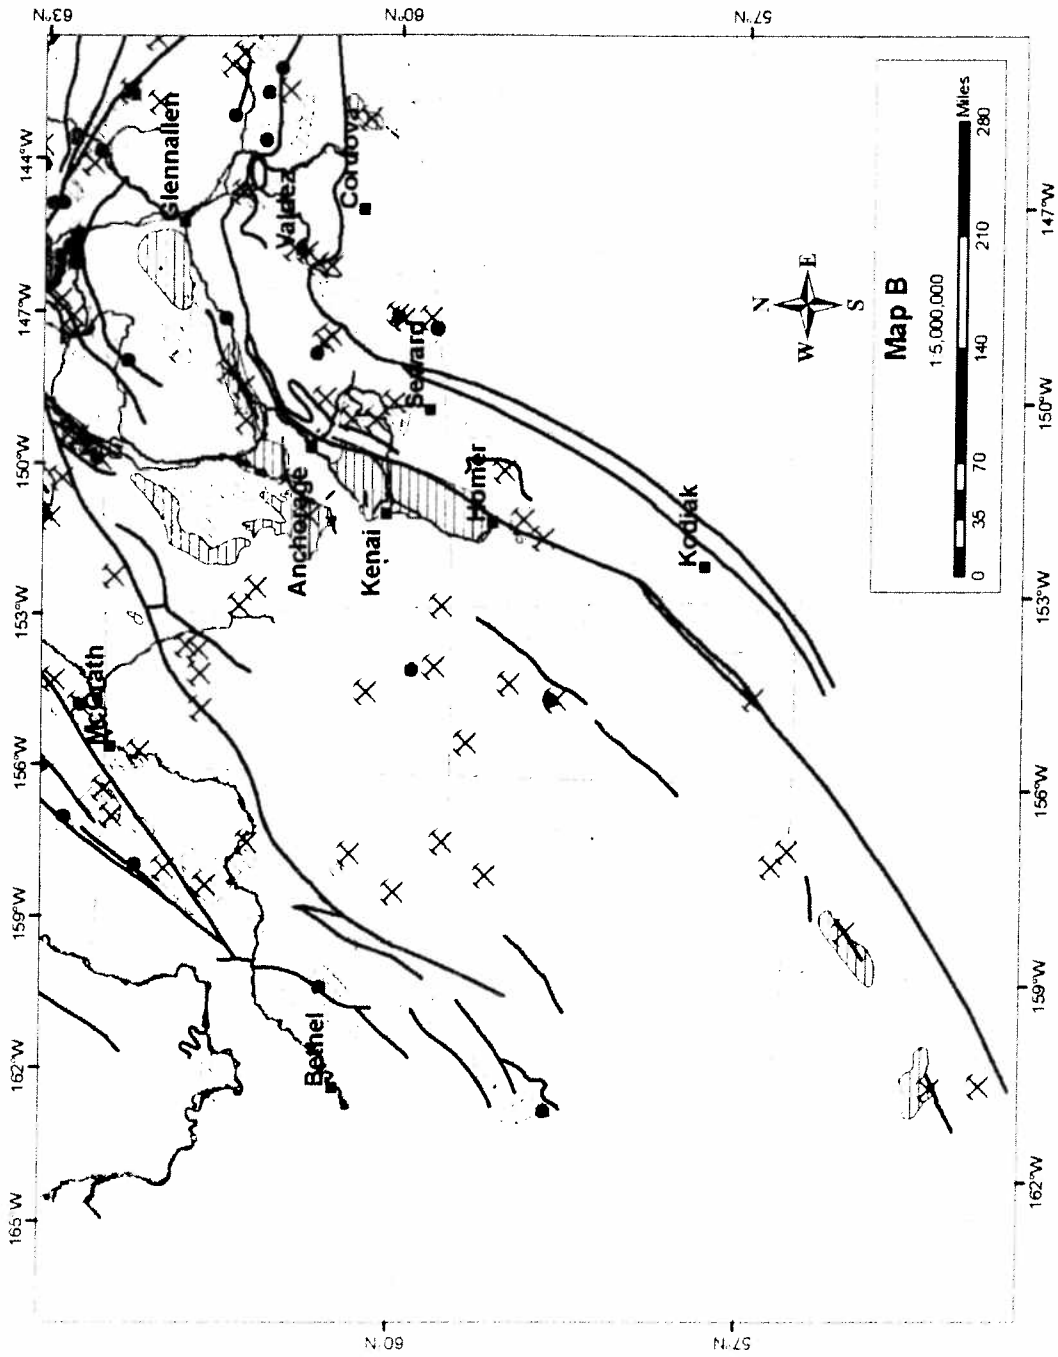 165°W 162°W 159°W 156°W 153°W 150°W 147°W 144°W
63°N
McGrath
Glennallen
Valdez
Bethel
Anchorage
Cordova
Kenai
60°N
60°N
Seward
Homer
Kodiak
57°N
57°N
N
W E
S
Map B
1:5,000,000
Miles
0 35 70 140 210 280
162°W 159°W 156°W 153°W 150°W 147°W